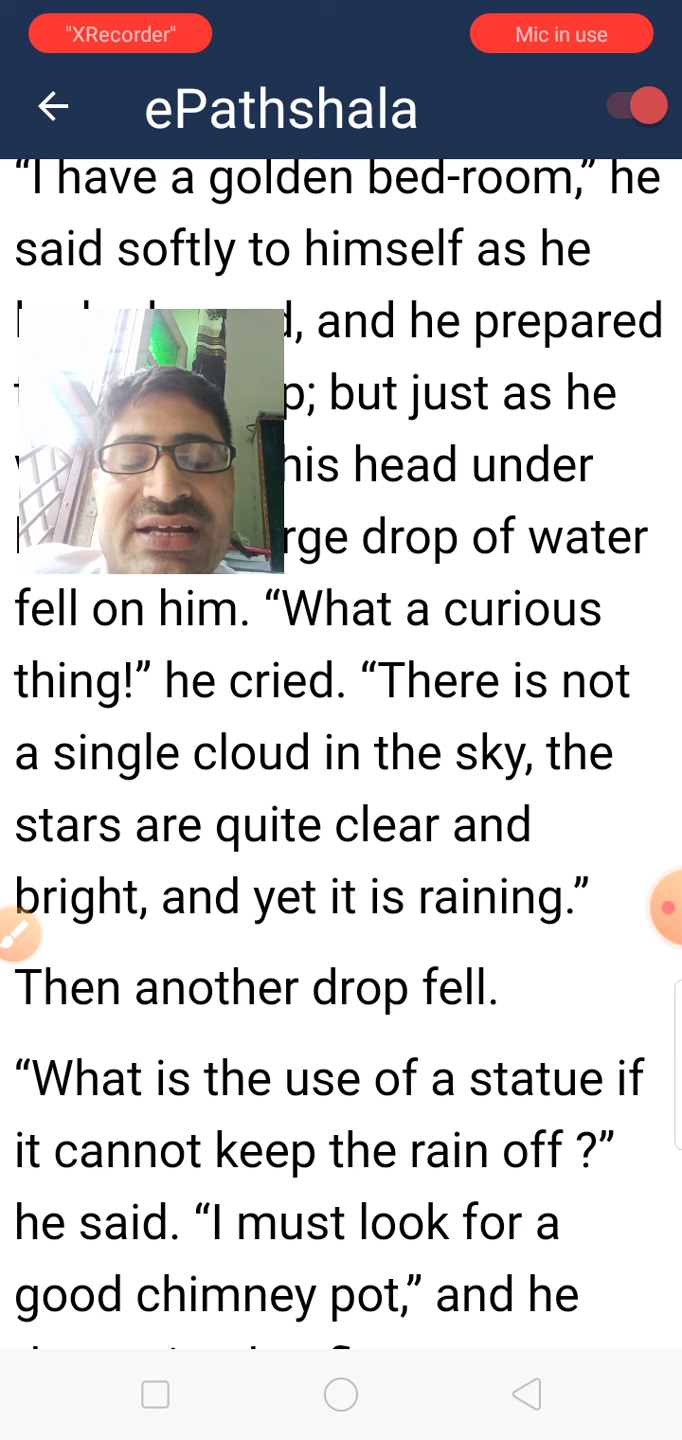 "XRecorder"
Mic in use
ePathshala
“I have a golden bed-room,” he
said softly to himself as he
and he prepared
but just as he
his head under
drop of water
fell on him. “What a curious
thing!” he cried. “There is not
a single cloud in the sky, the
stars are quite clear and
bright, and yet it is raining.”
Then another drop fell.
“What is the use of a statue if
it cannot keep the rain off ?”
he said. “I must look for a
good chimney pot,” and he